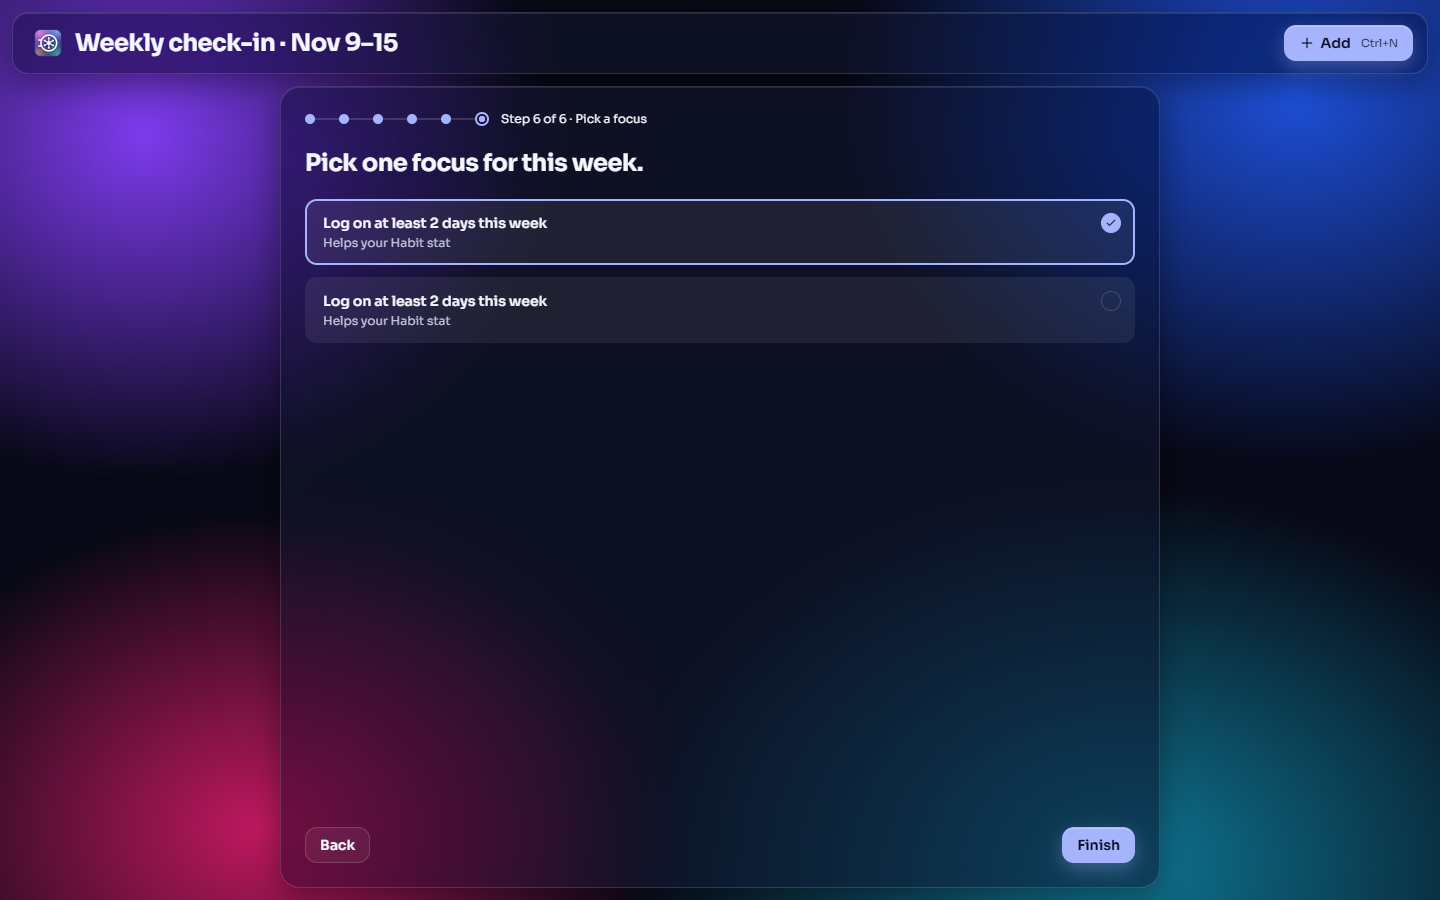 Weekly check-in · Nov 9–15
Add Ctrl+N
Step 6 of 6 · Pick a focus
Pick one focus for this week.
Log on at least 2 days this week
Helps your Habit stat
Log on at least 2 days this week
Helps your Habit stat
Back
Finish